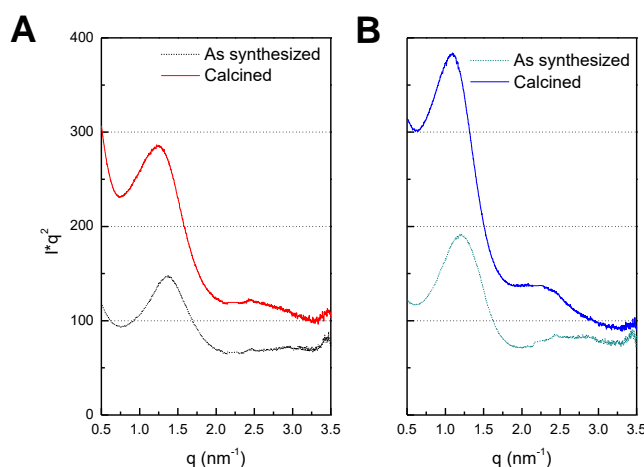 A
B
As synthesized
Calcined
As synthesized
Calcined
400
300
200
100
0
I*q²
0.5 1.0 1.5 2.0 2.5 3.0 3.5
0.5 1.0 1.5 2.0 2.5 3.0 3.5
q (nm⁻¹)
q (nm⁻¹)